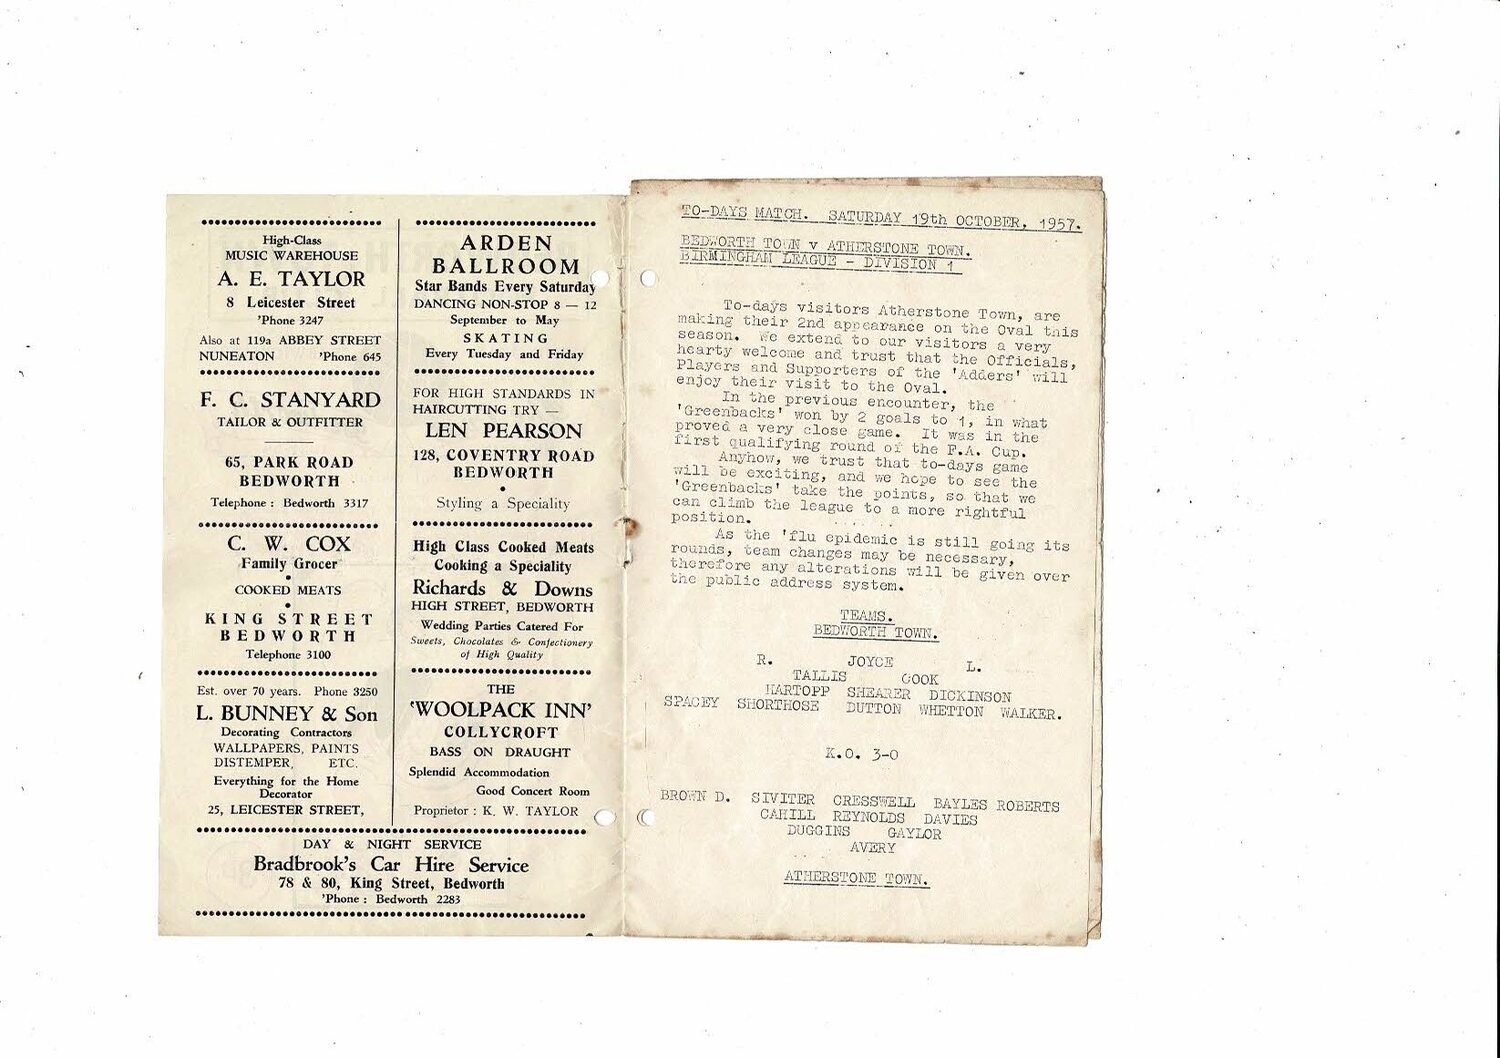 High-Class
MUSIC WAREHOUSE
A. E. TAYLOR
8 Leicester Street
'Phone 3247
Also at 119a ABBEY STREET
NUNEATON 'Phone 645
F. C. STANYARD
TAILOR & OUTFITTER
65, PARK ROAD
BEDWORTH
Telephone : Bedworth 3317
C. W. COX
Family Grocer
COOKED MEATS
KING STREET
BEDWORTH
Telephone 3100
Est. over 70 years. Phone 3250
L. BUNNEY & Son
Decorating Contractors
WALLPAPERS, PAINTS
DISTEMPER, ETC.
Everything for the Home
Decorator
25, LEICESTER STREET,
ARDEN
BALLROOM
Star Bands Every Saturday
DANCING NON-STOP 8 — 12
September to May
SKATING
Every Tuesday and Friday
FOR HIGH STANDARDS IN
HAIRCUTTING TRY —
LEN PEARSON
128, COVENTRY ROAD
BEDWORTH
Styling a Speciality
High Class Cooked Meats
Cooking a Speciality
Richards & Downs
HIGH STREET, BEDWORTH
Wedding Parties Catered For
Sweets, Chocolates & Confectionery
of High Quality
THE
'WOOLPACK INN'
COLLYCROFT
BASS ON DRAUGHT
Splendid Accommodation
Good Concert Room
Proprietor : K. W. TAYLOR
DAY & NIGHT SERVICE
Bradbrook's Car Hire Service
78 & 80, King Street, Bedworth
'Phone : Bedworth 2283
TO-DAYS MATCH. SATURDAY 19th OCTOBER, 1957.
BEDWORTH TOWN v ATHERSTONE TOWN.
BIRMINGHAM LEAGUE - DIVISION 1
To-days visitors Atherstone Town, are
making their 2nd appearance on the Oval this
season. We extend to our visitors a very
hearty welcome and trust that the Officials,
Players and Supporters of the 'Adders' will
enjoy their visit to the Oval.
In the previous encounter, the
'Greenbacks' won by 2 goals to 1, in what
proved a very close game. It was in the
first qualifying round of the F.A. Cup.
Anyhow, we trust that to-days game
will be exciting, and we hope to see the
'Greenbacks' take the points, so that we
can climb the league to a more rightful
position.
As the 'flu epidemic is still going its
rounds, team changes may be necessary,
therefore any alterations will be given over
the public address system.
TEAMS.
BEDWORTH TOWN.
R. JOYCE L.
TALLIS COOK
HARTOPP SHEARER DICKINSON
SPACEY SHORTHOSE DUTTON WHETTON WALKER.
K.O. 3-0
BROWN D. SIVITER CRESSWELL BAYLES ROBERTS
CAHILL REYNOLDS DAVIES
DUGGINS GAYLOR
AVERY
ATHERSTONE TOWN.